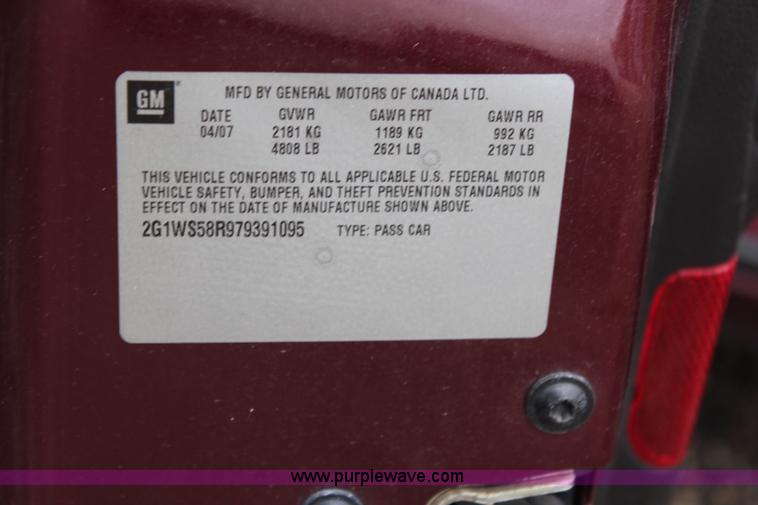 GM
MFD BY GENERAL MOTORS OF CANADA LTD.
DATE GVWR GAWR FRT GAWR RR
04/07 2181 KG 1189 KG 992 KG
4808 LB 2621 LB 2187 LB
THIS VEHICLE CONFORMS TO ALL APPLICABLE U.S. FEDERAL MOTOR
VEHICLE SAFETY, BUMPER, AND THEFT PREVENTION STANDARDS IN
EFFECT ON THE DATE OF MANUFACTURE SHOWN ABOVE.
2G1WS58R979391095 TYPE: PASS CAR
www.purplewave.com